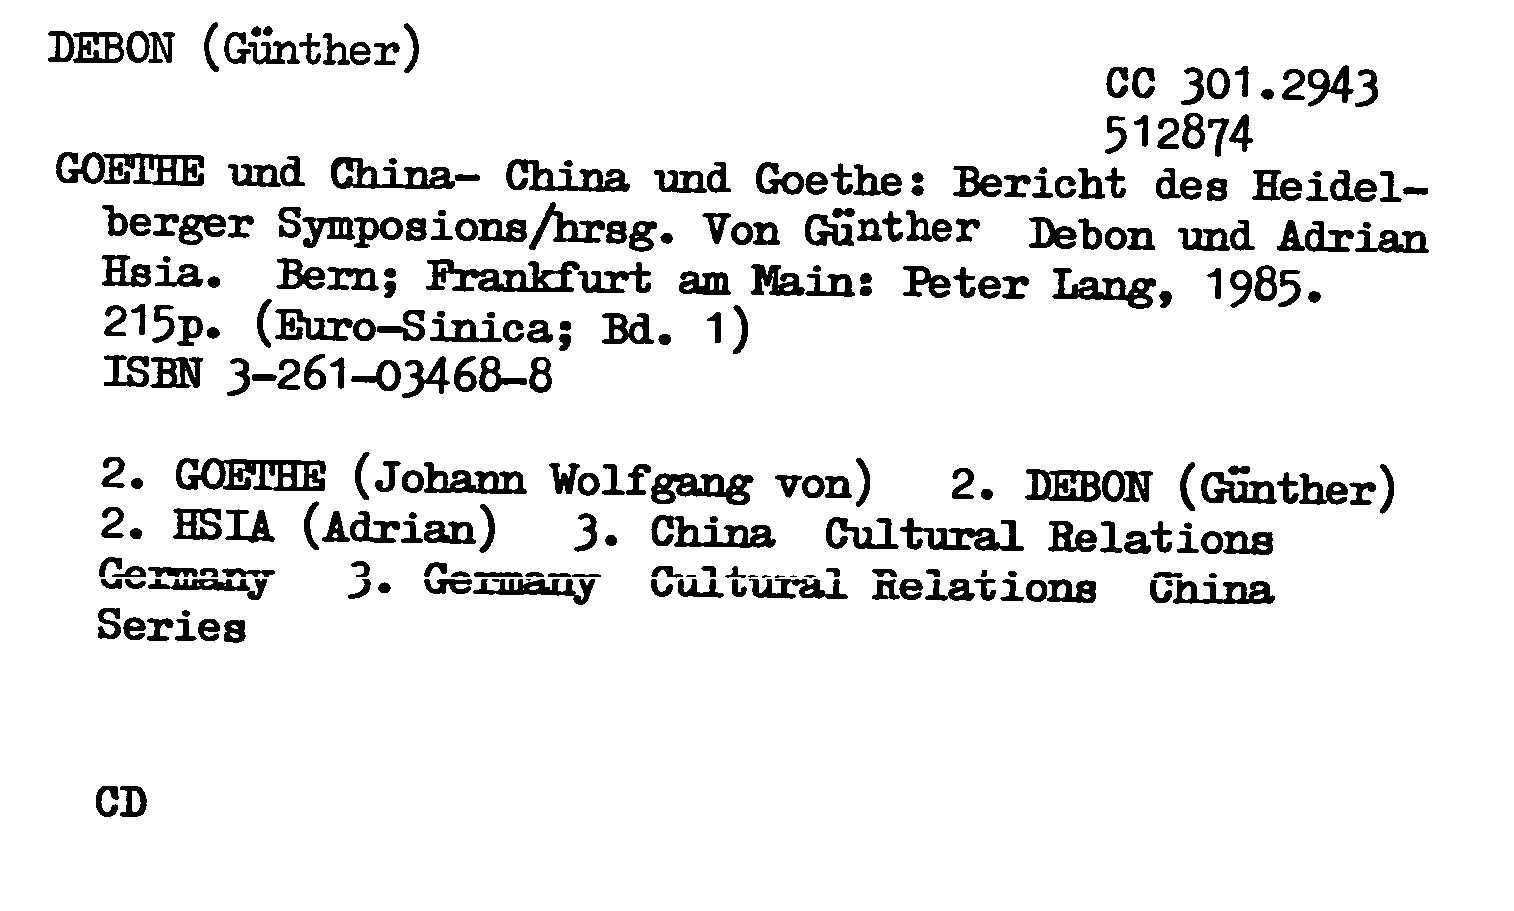 DEBON (Günther)
CC 301.2943
512874
GOETHE und China- China und Goethe: Bericht des Heidel-
berger Symposions/hrsg. Von Günther Debon und Adrian
Hsia. Bern; Frankfurt am Main: Peter Lang, 1985.
215p. (Euro-Sinica; Bd. 1)
ISBN 3-261-03468-8
2. GOETHE (Johann Wolfgang von) 2. DEBON (Günther)
2. HSIA (Adrian) 3. China Cultural Relations
Germany 3. Germany Cultural Relations China
Series
CD